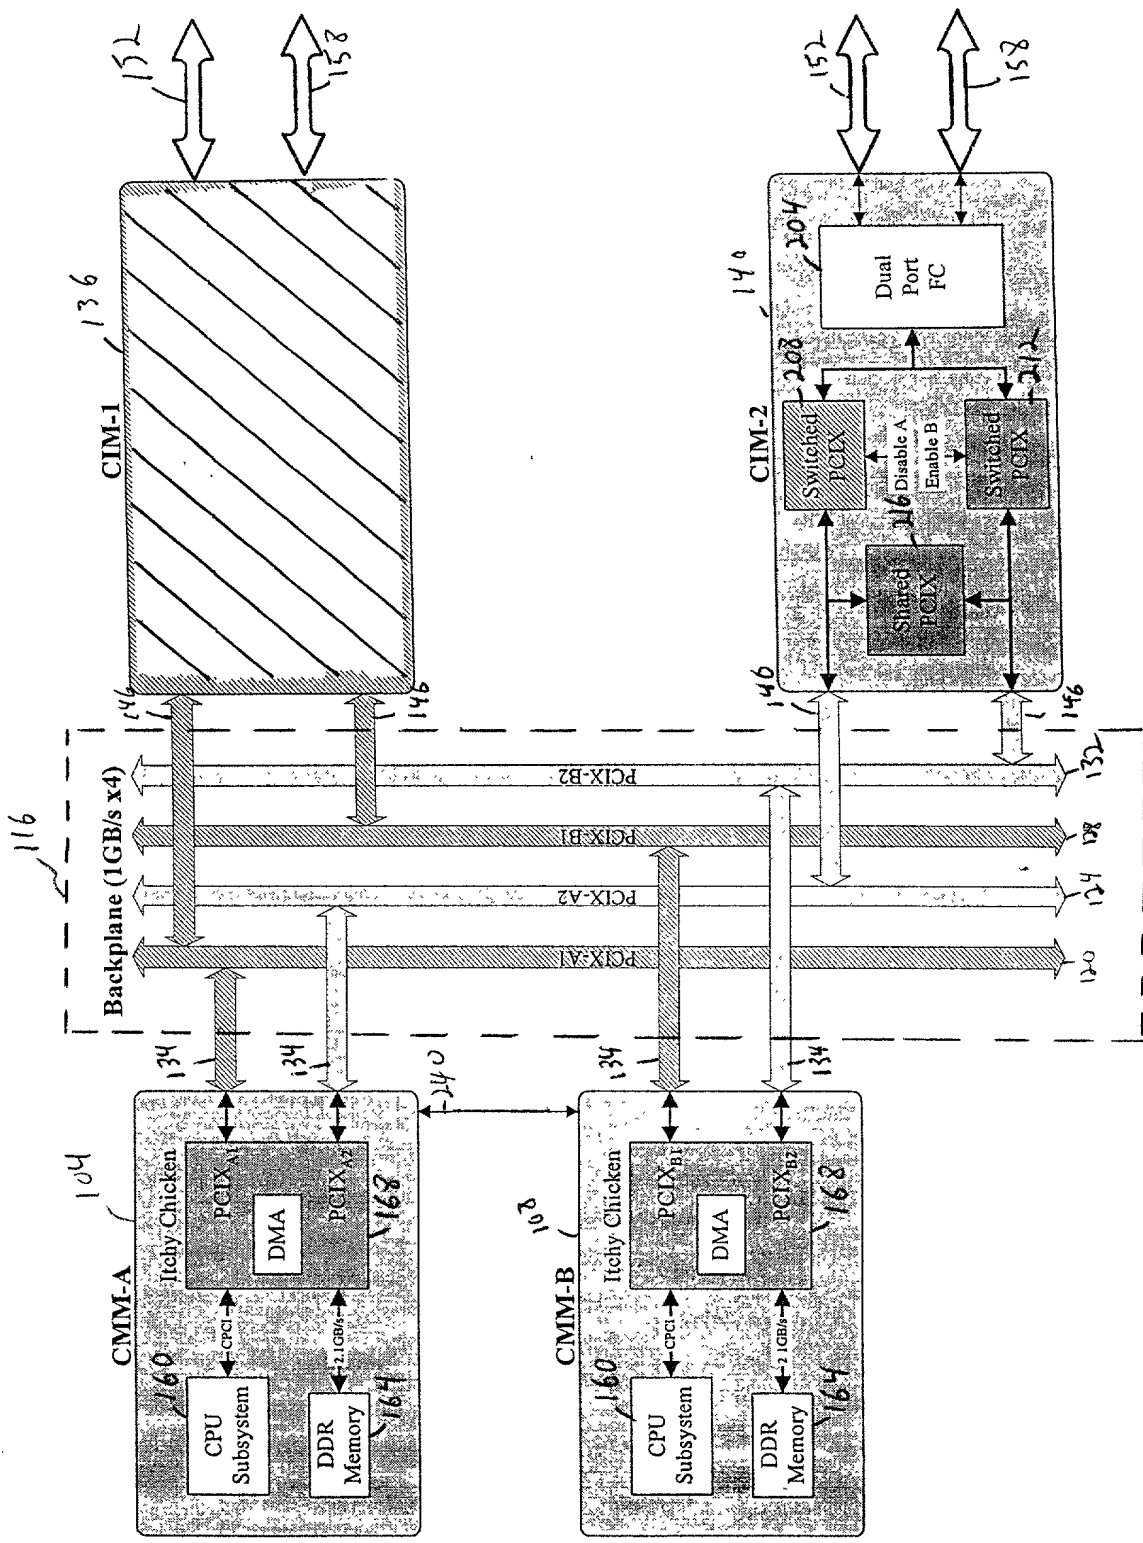 116
Backplane (1GB/s x4)
CMM-A
104
CPU
Subsystem
160
CPCI
DDR
Memory
164
2.1GB/s
Itchy Chicken
PCIXA1
DMA
PCIXA2
168
134
134
240
CMM-B
108
CPU
Subsystem
160
CPCI
DDR
Memory
164
2.1GB/s
Itchy Chicken
PCIXB1
DMA
PCIXB2
168
134
134
PCIX-A1
120
PCIX-A2
124
PCIX-B1
128
PCIX-B2
132
146
146
CIM-1
136
152
158
146
146
CIM-2
140
Shared
PCIX
216
Switched
PCIX
208
Disable A
Enable B
Switched
PCIX
212
Dual
Port
FC
204
152
158